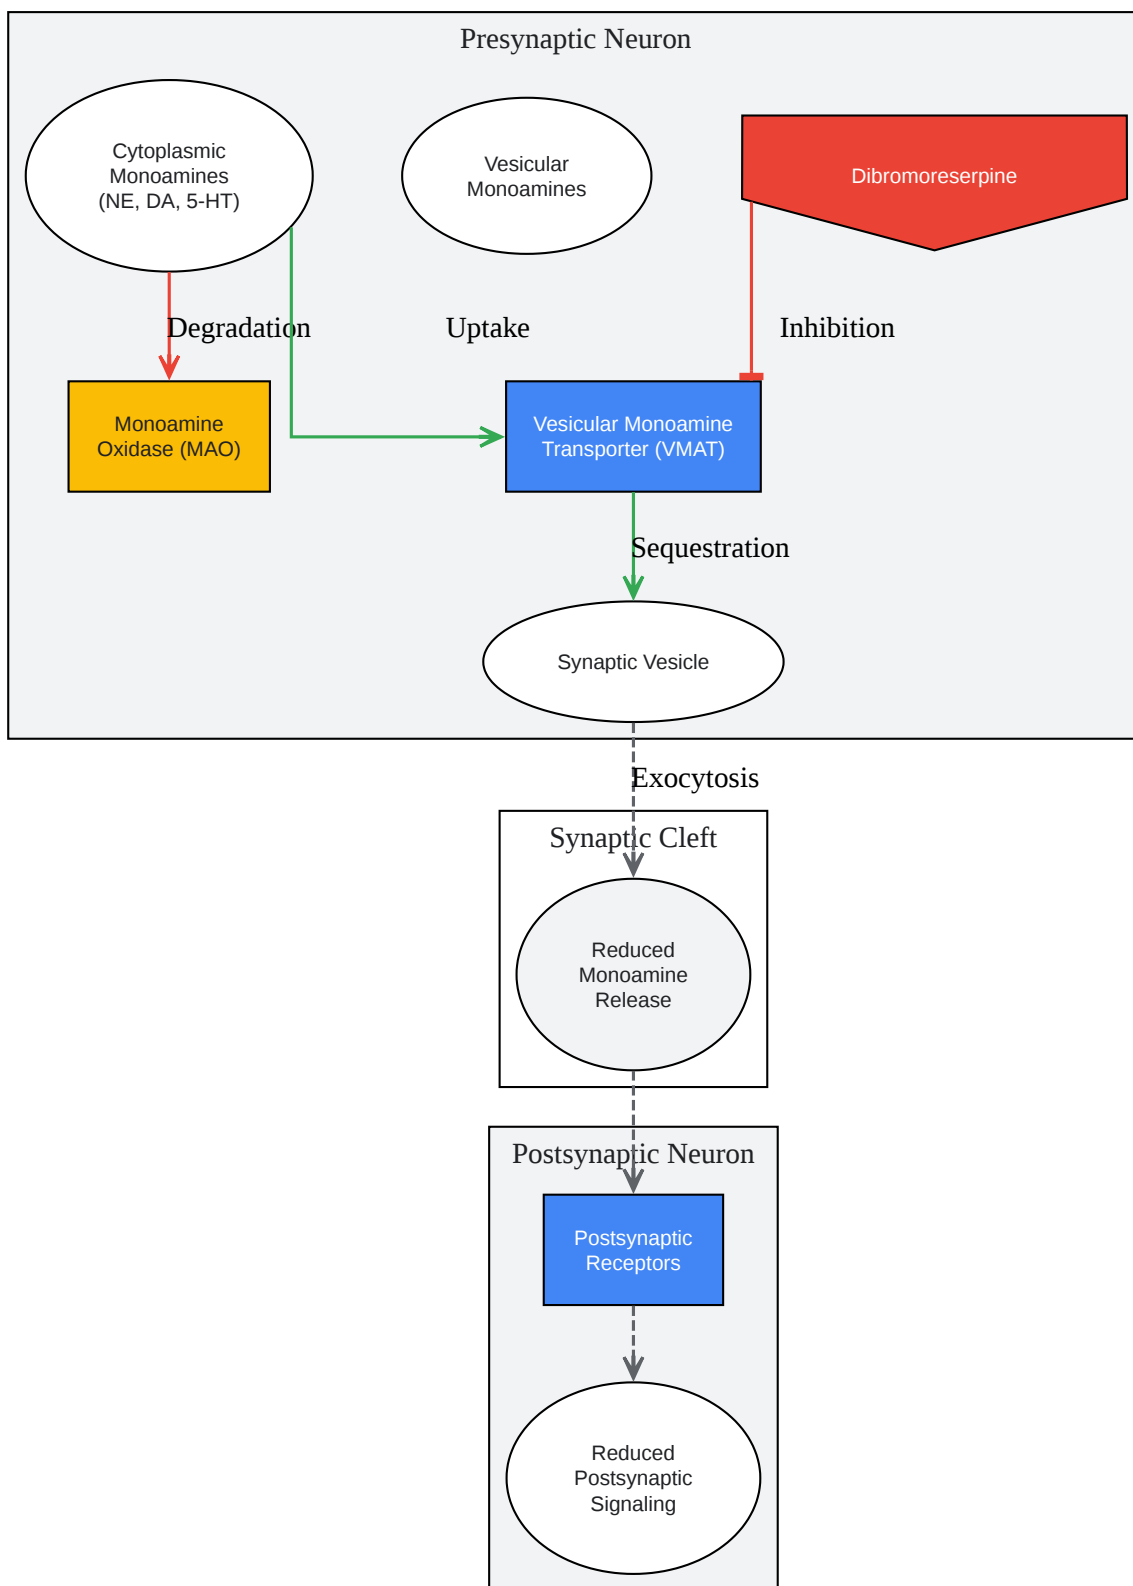 Presynaptic Neuron
Cytoplasmic
Monoamines
(NE, DA, 5-HT)
Vesicular
Monoamines
Dibromoreserpine
Degradation
Uptake
Inhibition
Monoamine
Oxidase (MAO)
Vesicular Monoamine
Transporter (VMAT)
Sequestration
Synaptic Vesicle
Exocytosis
Synaptic Cleft
Reduced
Monoamine
Release
Postsynaptic Neuron
Postsynaptic
Receptors
Reduced
Postsynaptic
Signaling